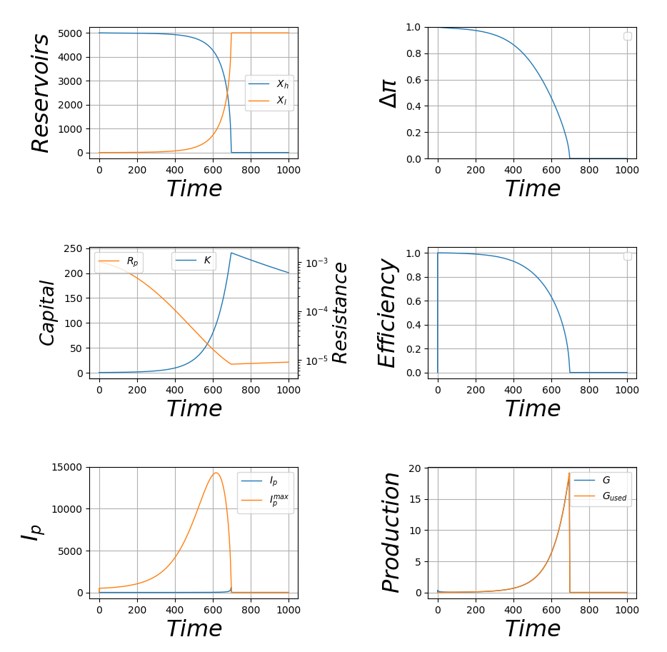 Reservoirs
5000
4000
3000
2000
1000
0
X_h
X_l
0 200 400 600 800 1000
Time
Δπ
1.0
0.8
0.6
0.4
0.2
0.0
0 200 400 600 800 1000
Time
Capital
250
200
150
100
50
0
R_p
K
10^{-3}
10^{-4}
10^{-5}
Resistance
0 200 400 600 800 1000
Time
Efficiency
1.0
0.8
0.6
0.4
0.2
0.0
0 200 400 600 800 1000
Time
I_p
15000
10000
5000
0
I_p
I_p^{max}
0 200 400 600 800 1000
Time
Production
20
15
10
5
0
G
G_{used}
0 200 400 600 800 1000
Time